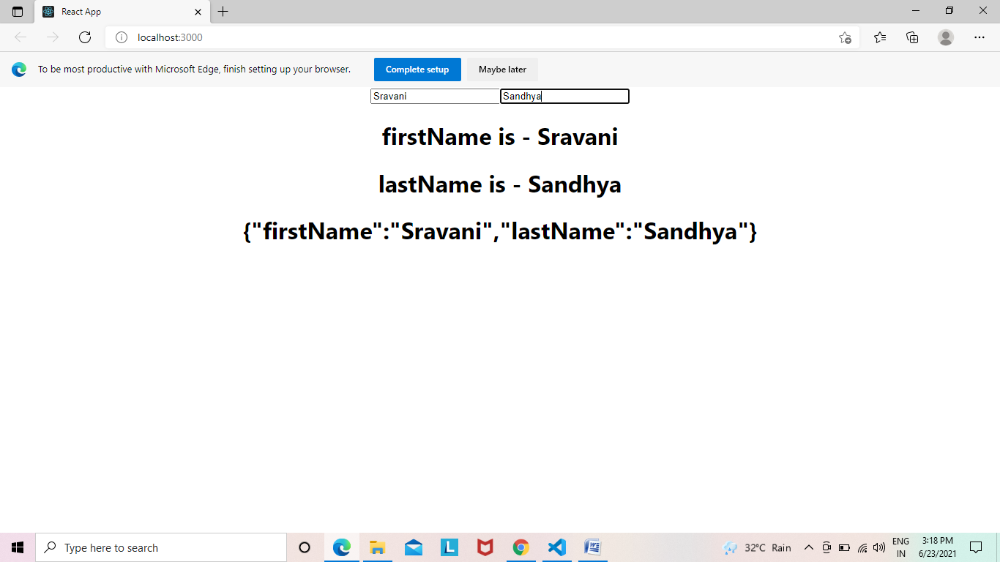 React App
localhost:3000
To be most productive with Microsoft Edge, finish setting up your browser. Complete setup Maybe later
Sravani Sandhya
firstName is - Sravani
lastName is - Sandhya
{"firstName":"Sravani","lastName":"Sandhya"}
Type here to search
L
W
32°C Rain
ENG
IN
3:18 PM
6/23/2021